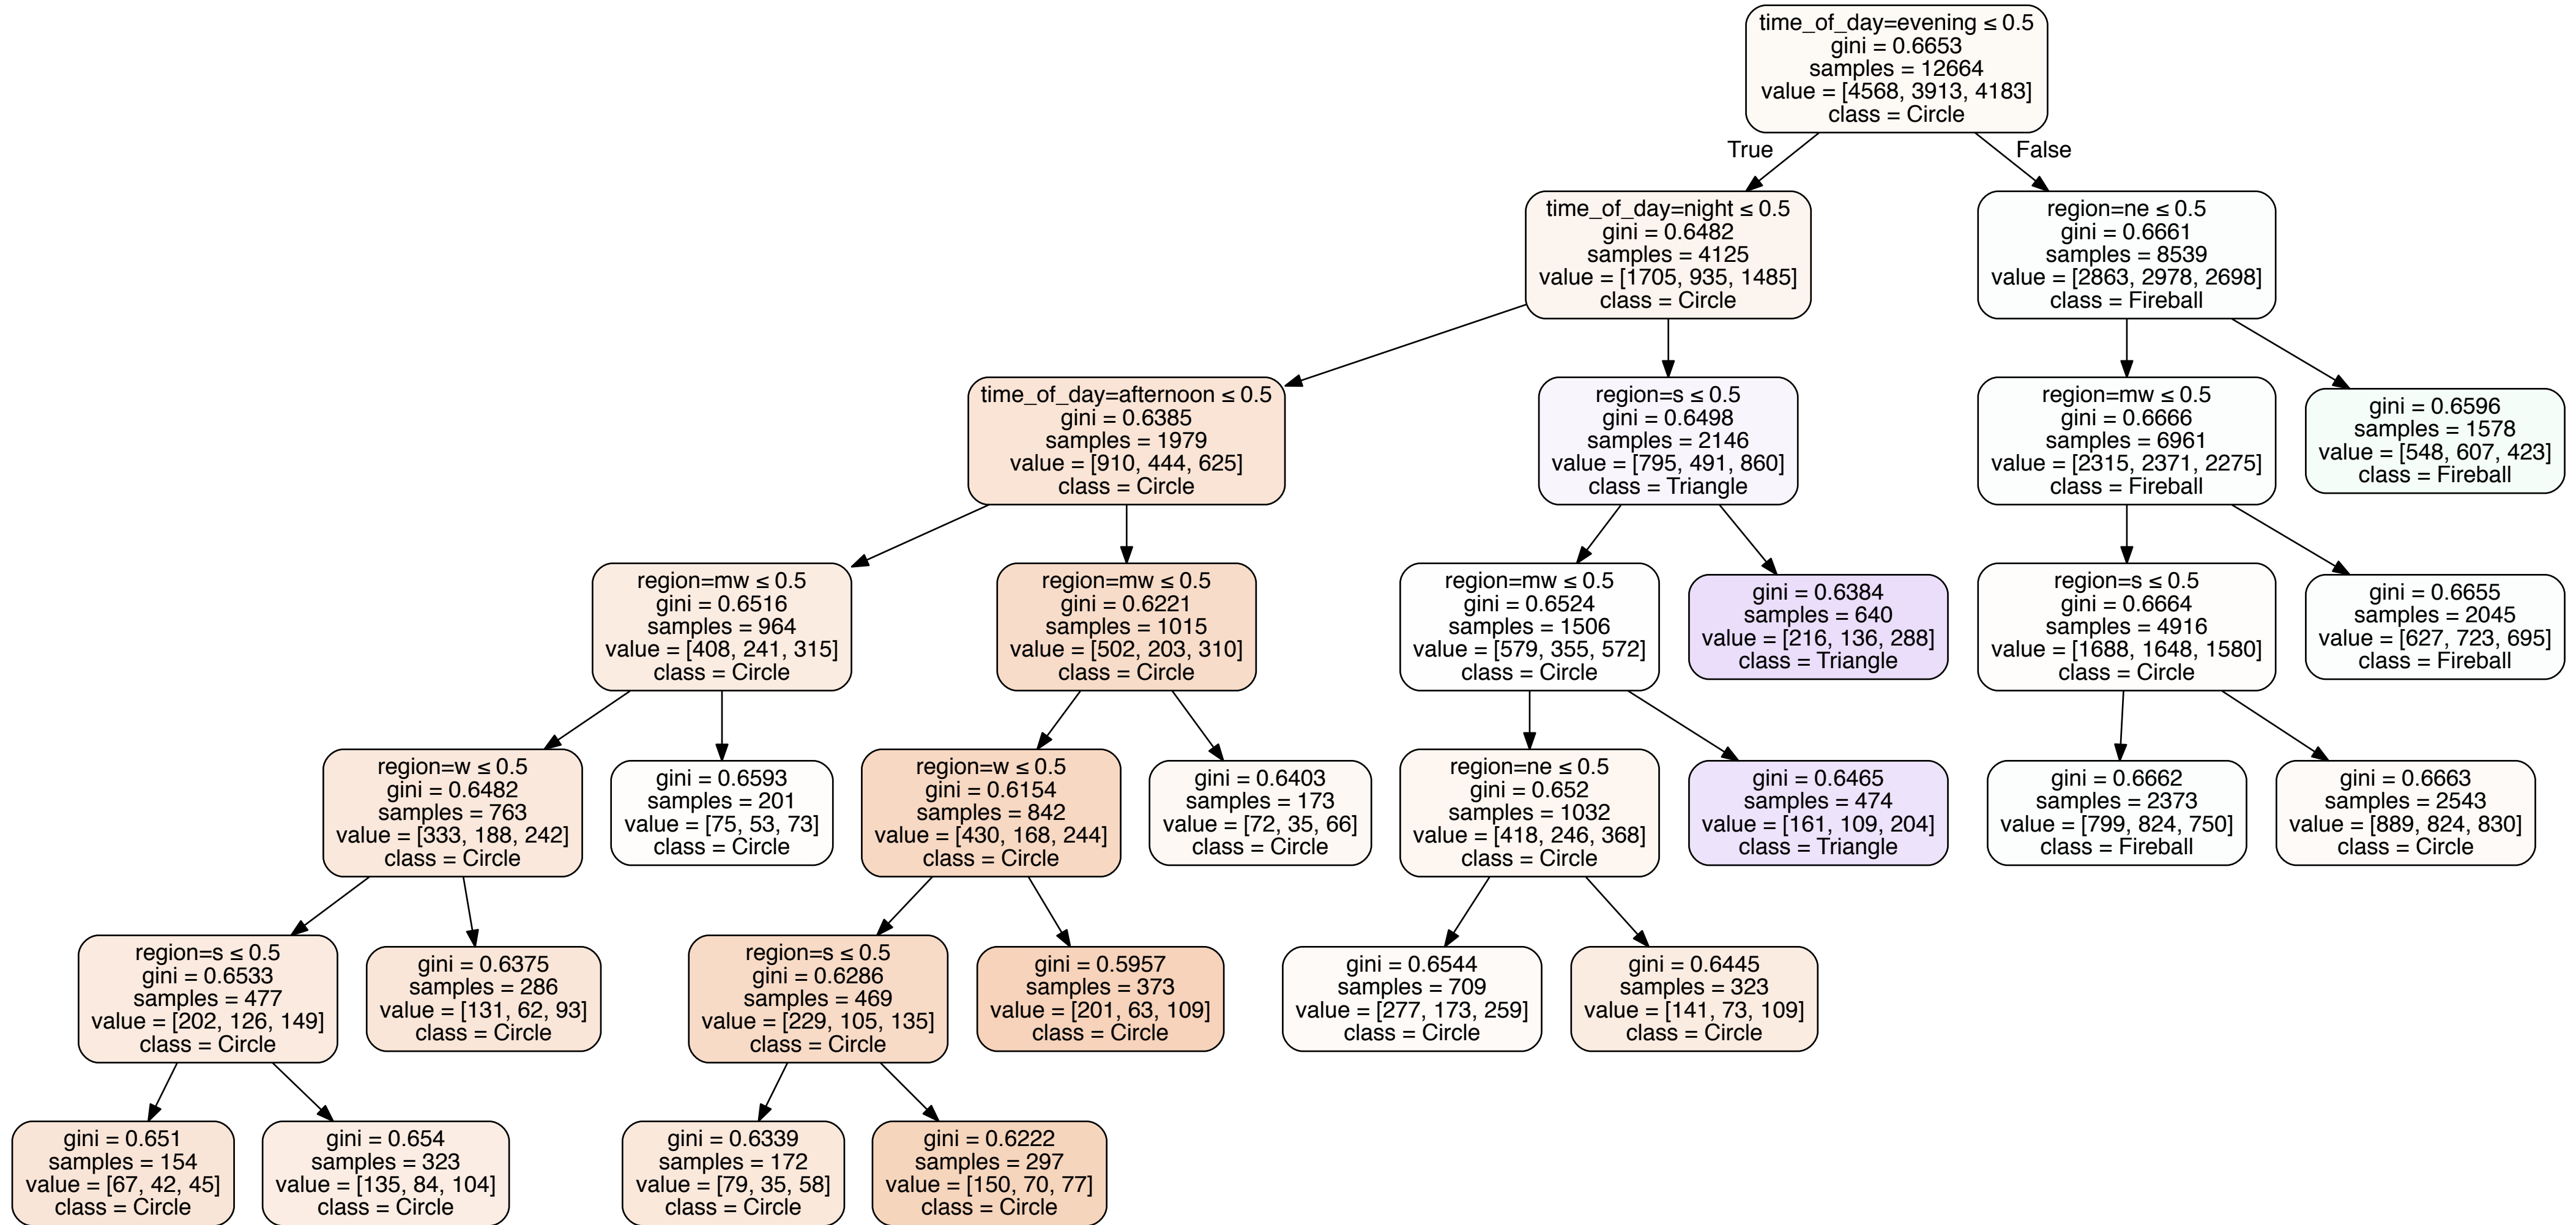 time_of_day=evening ≤ 0.5
gini = 0.6653
samples = 12664
value = [4568, 3913, 4183]
class = Circle
True
False
time_of_day=night ≤ 0.5
gini = 0.6482
samples = 4125
value = [1705, 935, 1485]
class = Circle
region=ne ≤ 0.5
gini = 0.6661
samples = 8539
value = [2863, 2978, 2698]
class = Fireball
time_of_day=afternoon ≤ 0.5
gini = 0.6385
samples = 1979
value = [910, 444, 625]
class = Circle
region=s ≤ 0.5
gini = 0.6498
samples = 2146
value = [795, 491, 860]
class = Triangle
region=mw ≤ 0.5
gini = 0.6666
samples = 6961
value = [2315, 2371, 2275]
class = Fireball
gini = 0.6596
samples = 1578
value = [548, 607, 423]
class = Fireball
region=mw ≤ 0.5
gini = 0.6516
samples = 964
value = [408, 241, 315]
class = Circle
region=mw ≤ 0.5
gini = 0.6221
samples = 1015
value = [502, 203, 310]
class = Circle
region=mw ≤ 0.5
gini = 0.6524
samples = 1506
value = [579, 355, 572]
class = Circle
gini = 0.6384
samples = 640
value = [216, 136, 288]
class = Triangle
region=s ≤ 0.5
gini = 0.6664
samples = 4916
value = [1688, 1648, 1580]
class = Circle
gini = 0.6655
samples = 2045
value = [627, 723, 695]
class = Fireball
region=w ≤ 0.5
gini = 0.6482
samples = 763
value = [333, 188, 242]
class = Circle
gini = 0.6593
samples = 201
value = [75, 53, 73]
class = Circle
region=w ≤ 0.5
gini = 0.6154
samples = 842
value = [430, 168, 244]
class = Circle
gini = 0.6403
samples = 173
value = [72, 35, 66]
class = Circle
region=ne ≤ 0.5
gini = 0.652
samples = 1032
value = [418, 246, 368]
class = Circle
gini = 0.6465
samples = 474
value = [161, 109, 204]
class = Triangle
gini = 0.6662
samples = 2373
value = [799, 824, 750]
class = Fireball
gini = 0.6663
samples = 2543
value = [889, 824, 830]
class = Circle
region=s ≤ 0.5
gini = 0.6533
samples = 477
value = [202, 126, 149]
class = Circle
gini = 0.6375
samples = 286
value = [131, 62, 93]
class = Circle
region=s ≤ 0.5
gini = 0.6286
samples = 469
value = [229, 105, 135]
class = Circle
gini = 0.5957
samples = 373
value = [201, 63, 109]
class = Circle
gini = 0.6544
samples = 709
value = [277, 173, 259]
class = Circle
gini = 0.6445
samples = 323
value = [141, 73, 109]
class = Circle
gini = 0.651
samples = 154
value = [67, 42, 45]
class = Circle
gini = 0.654
samples = 323
value = [135, 84, 104]
class = Circle
gini = 0.6339
samples = 172
value = [79, 35, 58]
class = Circle
gini = 0.6222
samples = 297
value = [150, 70, 77]
class = Circle